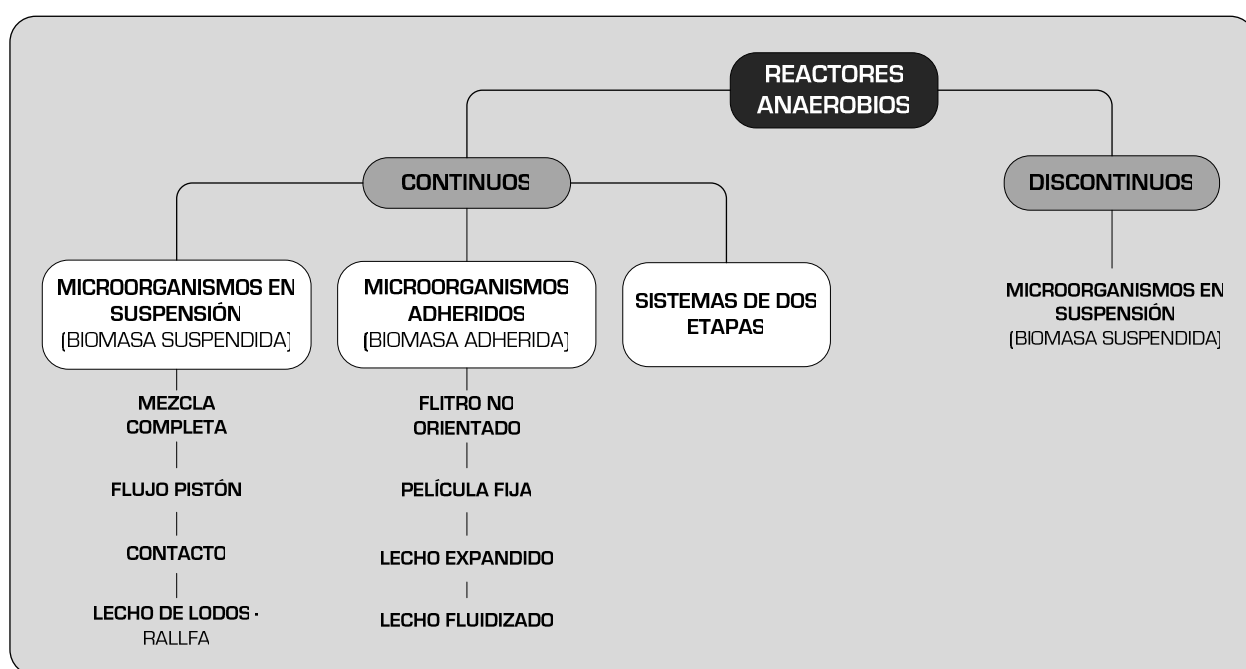 REACTORES
ANAEROBIOS
CONTINUOS
DISCONTINUOS
MICROORGANISMOS EN
SUSPENSIÓN
(BIOMASA SUSPENDIDA)
MICROORGANISMOS
ADHERIDOS
(BIOMASA ADHERIDA)
SISTEMAS DE DOS
ETAPAS
MICROORGANISMOS EN
SUSPENSIÓN
(BIOMASA SUSPENDIDA)
MEZCLA
COMPLETA
FLUJO PISTÓN
CONTACTO
LECHO DE LODOS -
RALLFA
FLITRO NO
ORIENTADO
PELÍCULA FIJA
LECHO EXPANDIDO
LECHO FLUIDIZADO